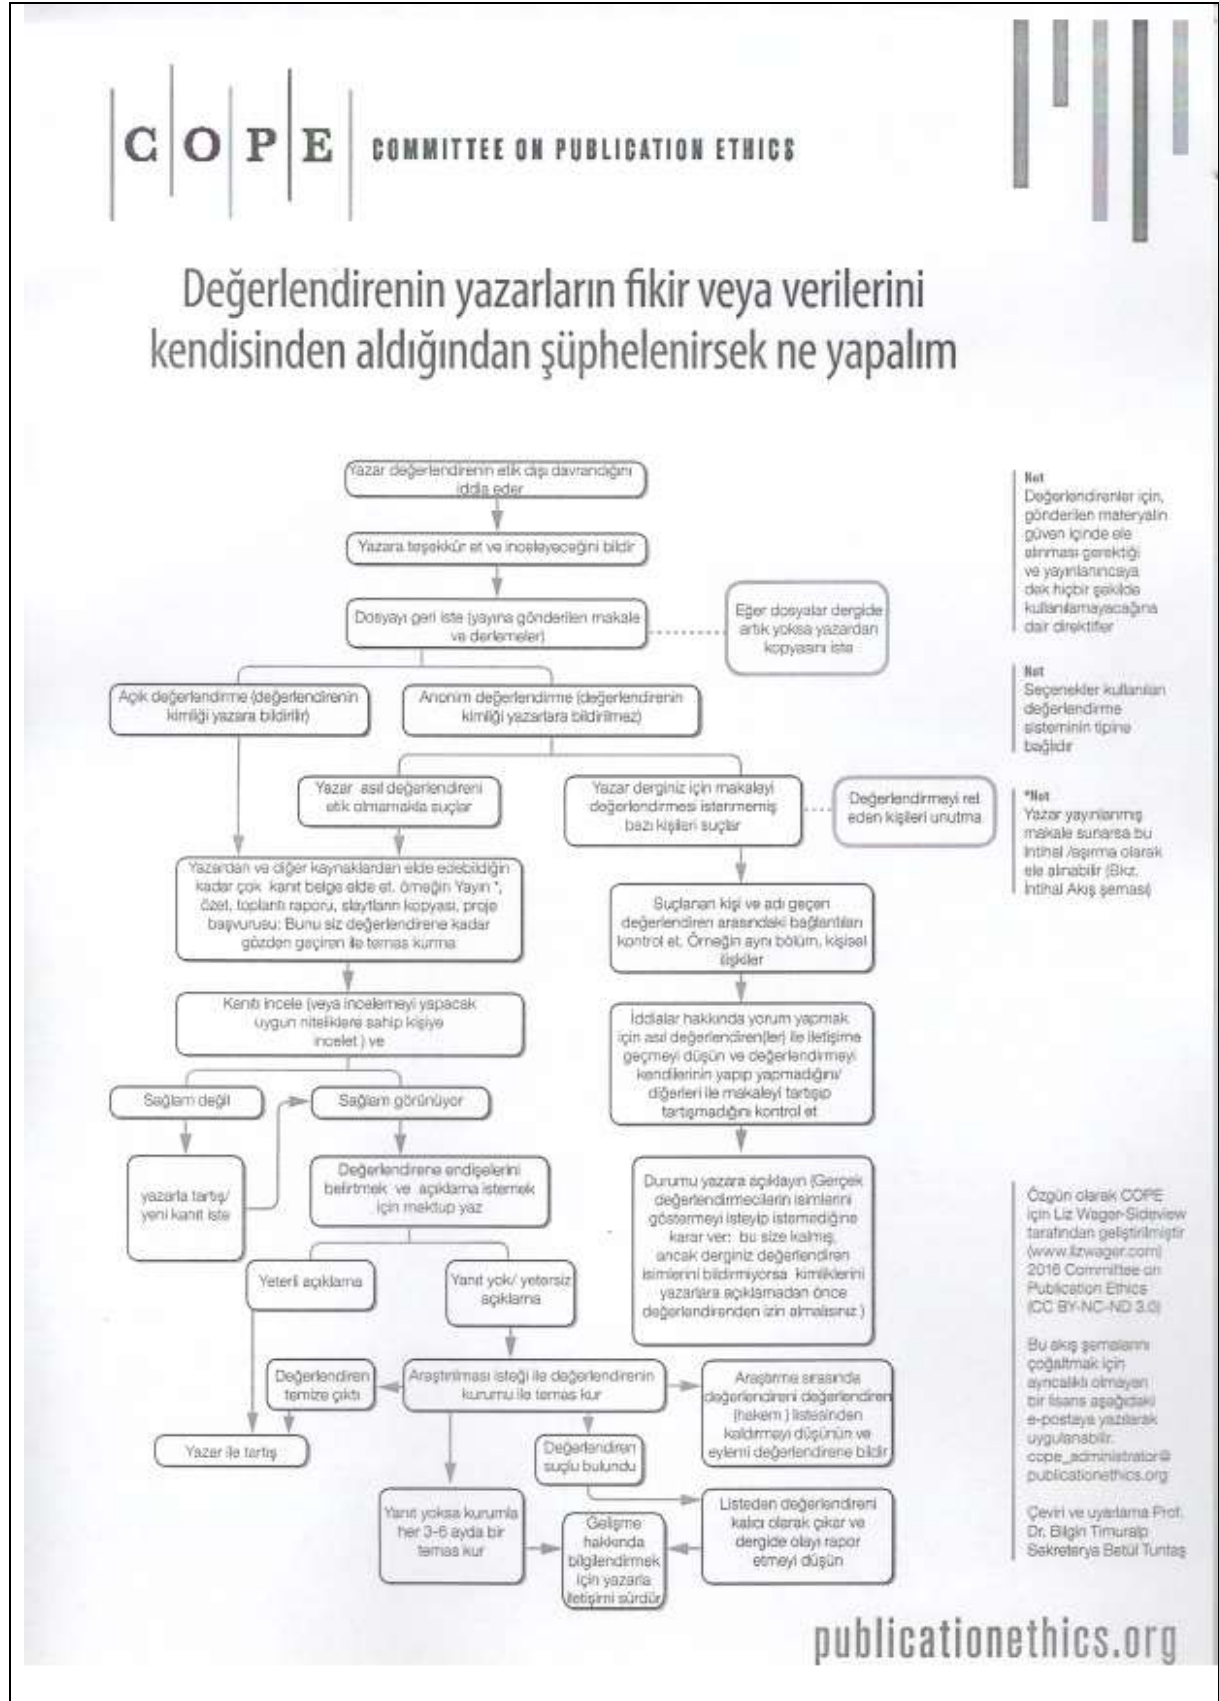 COPE
COMMITTEE ON PUBLICATION ETHICS
Değerlendirenin yazarların fikir veya verilerini
kendisinden aldığından şüphelenirsek ne yapalım
Yazar değerlendirenin etik dışı davrandığını
iddia eder
Yazara teşekkür et ve inceleyeceğini bildir
Dosyayı geri iste (yayına gönderilen makale
ve derlemeler)
Eğer dosyalar dergide
artık yoksa yazardan
kopyasını iste
Açık değerlendirme (değerlendirenin
kimliği yazara bildirilir)
Anonim değerlendirme (değerlendirenin
kimliği yazarlara bildirilmez)
Yazar asıl değerlendireni
etik olmamakla suçlar
Yazar derginiz için makaleyi
değerlendirmesi istenmemiş
bazı kişileri suçlar
Değerlendirmeyi ret
eden kişileri unutma
Yazardan ve diğer kaynaklardan elde edebildiğin
kadar çok kanıt belge elde et. örneğin Yayın *,
özet, toplantı raporu, slaytların kopyası, proje
başvurusu: Bunu siz değerlendirene kadar
gözden geçiren ile temas kurma
Suçlanan kişi ve adı geçen
değerlendiren arasındaki bağlantıları
kontrol et. Örneğin aynı bölüm, kişisel
ilişkiler
Kanıtı incele (veya incelemeyi yapacak
uygun niteliklere sahip kişiye
incelet ) ve
İddialar hakkında yorum yapmak
için asıl değerlendiren(ler) ile iletişime
geçmeyi düşün ve değerlendirmeyi
kendilerinin yapıp yapmadığını/
diğerleri ile makaleyi tartışıp
tartışmadığını kontrol et
Sağlam değil
Sağlam görünüyor
yazarla tartış/
yeni kanıt iste
Değerlendirene endişelerini
belirtmek ve açıklama istemek
için mektup yaz
Durumu yazara açıklayın (Gerçek
değerlendirmecilerin isimlerini
göstermeyi isteyip istemediğine
karar ver: bu size kalmış,
ancak derginiz değerlendiren
isimlerini bildirmiyorsa kimliklerini
yazarlara açıklamadan önce
değerlendirenden izin almalısınız )
Yeterli açıklama
Yanıt yok/ yetersiz
açıklama
Değerlendiren
temize çıktı
Araştırılması isteği ile değerlendirenin
kurumu ile temas kur
Araştırma sırasında
değerlendireni değerlendiren
(hakem ) listesinden
kaldırmayı düşünün ve
eylemi değerlendirene bildir
Yazar ile tartış
Değerlendiren
suçlu bulundu
Yanıt yoksa kurumla
her 3-6 ayda bir
temas kur
Gelişme
hakkında
bilgilendirmek
için yazarla
iletişimi sürdür
Listeden değerlendireni
kalıcı olarak çıkar ve
dergide olayı rapor
etmeyi düşün
Not
Değerlendirenler için,
gönderilen materyalin
güven içinde ele
alınması gerektiği
ve yayınlanıncaya
dek hiçbir şekilde
kullanılamayacağına
dair direktifler
Not
Seçenekler kullanılan
değerlendirme
sisteminin tipine
bağlıdır
*Not
Yazar yayınlanmış
makale sunarsa bu
intihal /aşırma olarak
ele alınabilir (Bkz.
İntihal Akış şeması)
Özgün olarak COPE
için Liz Wager-Sideview
tarafından geliştirilmiştir
(www.lizwager.com)
2016 Committee on
Publication Ethics
(CC BY-NC-ND 3.0)
Bu akış şemalarını
çoğaltmak için
ayrıcalıklı olmayan
bir lisans aşağıdaki
e-postaya yazılarak
uygulanabilir.
cope_administrator@
publicationethics.org
Çeviri ve uyarlama Prof.
Dr. Bilgin Timuralp
Sekreterya Betül Tuntaş
publicationethics.org